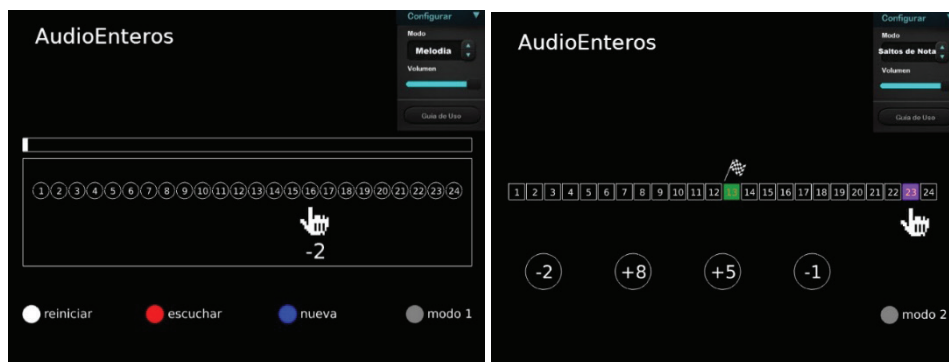 AudioEnteros
Configurar
Modo
Melodia
Volumen
Guia de Uso
1 2 3 4 5 6 7 8 9 10 11 12 13 14 15 16 17 18 19 20 21 22 23 24
-2
reiniciar escuchar nueva modo 1
AudioEnteros
Configurar
Modo
Saltos de Nota
Volumen
Guia de Uso
1 2 3 4 5 6 7 8 9 10 11 12 13 14 15 16 17 18 19 20 21 22 23 24
-2 +8 +5 -1
modo 2